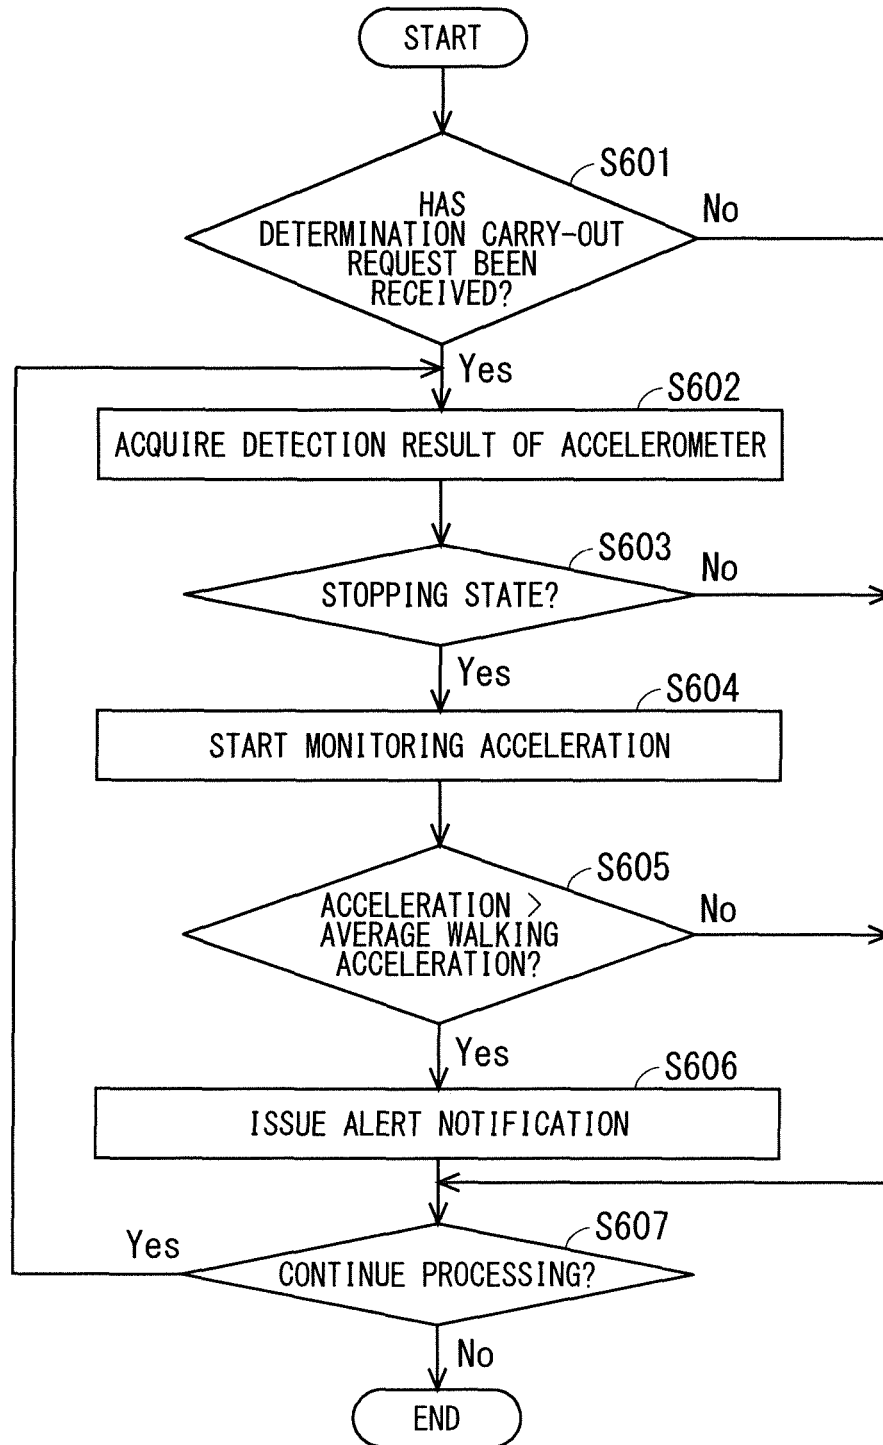 START
S601
HAS
DETERMINATION CARRY-OUT
REQUEST BEEN
RECEIVED?
No
Yes
S602
ACQUIRE DETECTION RESULT OF ACCELEROMETER
S603
STOPPING STATE?
No
Yes
S604
START MONITORING ACCELERATION
S605
ACCELERATION >
AVERAGE WALKING
ACCELERATION?
No
Yes
S606
ISSUE ALERT NOTIFICATION
S607
Yes
CONTINUE PROCESSING?
No
END